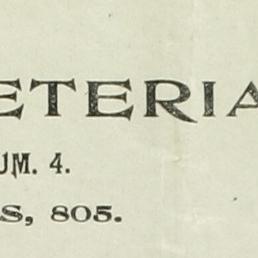 ETERIA
UM. 4.
s, 805.